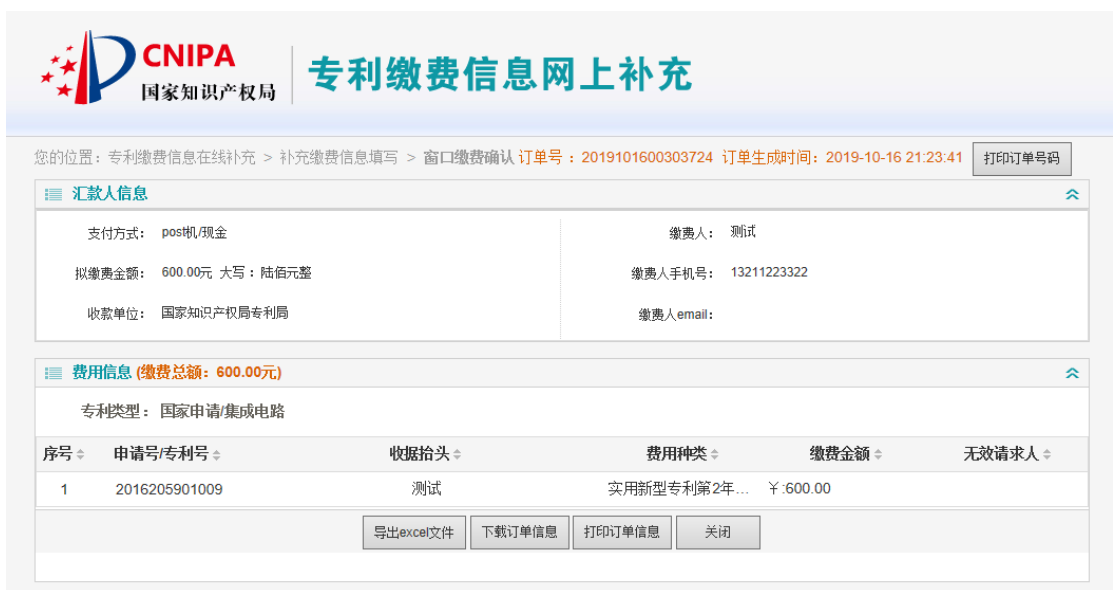 CNIPA
国家知识产权局
专利缴费信息网上补充
您的位置：专利缴费信息在线补充 > 补充缴费信息填写 > 窗口缴费确认 订单号：2019101600303724 订单生成时间：2019-10-16 21:23:41 打印订单号码
汇款人信息
支付方式： post机/现金 缴费人： 测试
拟缴费金额： 600.00元 大写：陆佰元整 缴费人手机号： 13211223322
收款单位： 国家知识产权局专利局 缴费人email：
费用信息 (缴费总额：600.00元)
专利类型：国家申请/集成电路
序号 申请号/专利号 收据抬头 费用种类 缴费金额 无效请求人
1 2016205901009 测试 实用新型专利第2年... ￥:600.00
导出excel文件 下载订单信息 打印订单信息 关闭